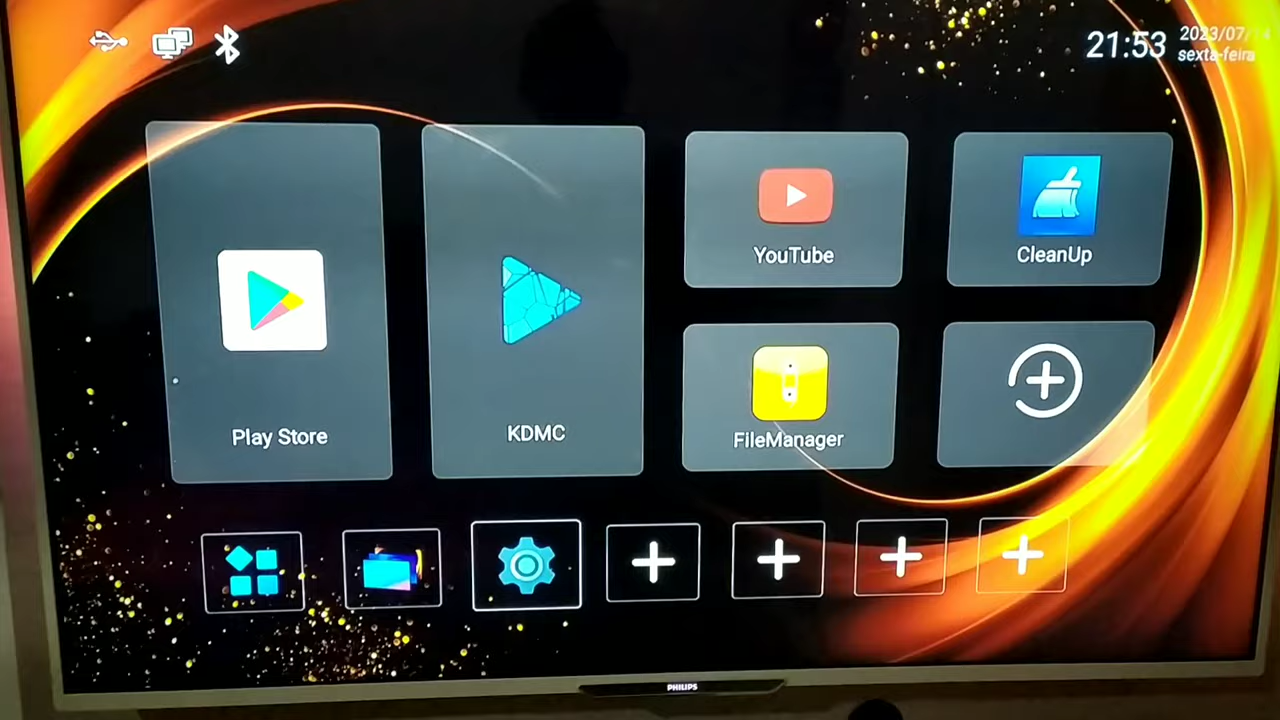 21:53
2023/07/14
sexta-feira
YouTube
CleanUp
Play Store
KDMC
FileManager
PHILIPS